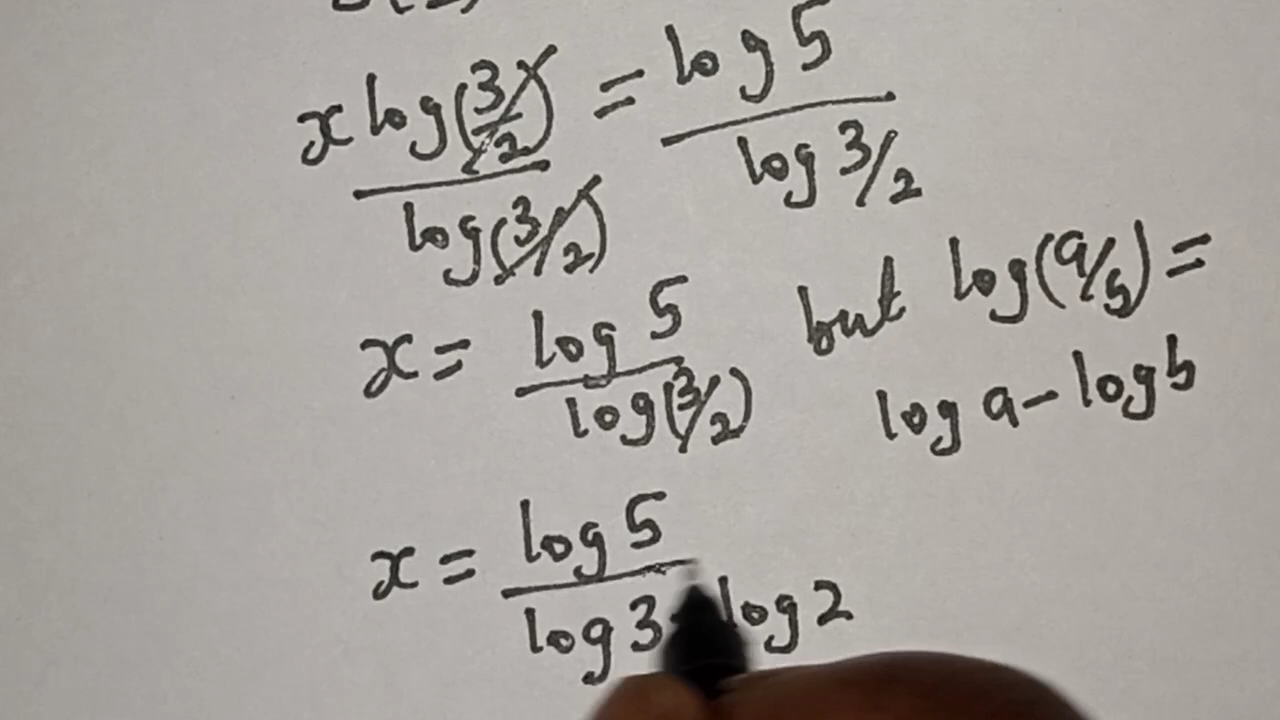 x log(3/2) / log(3/2) = log 5 / log 3/2
x = log 5 / log(3/2) but log(a/b) =
log a - log b
x = log 5 / log 3 log 2